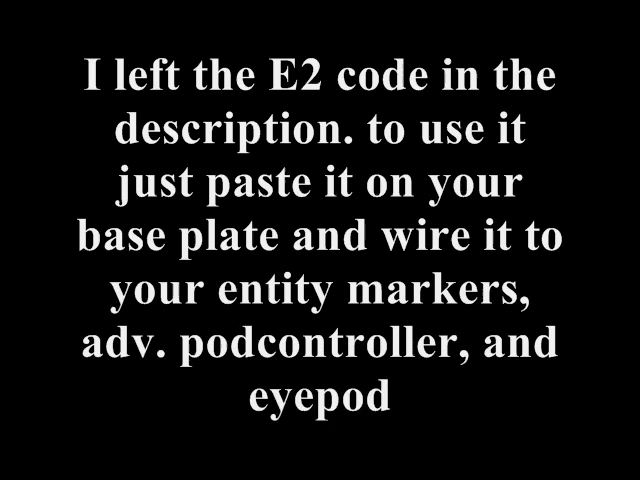 I left the E2 code in the
description. to use it
just paste it on your
base plate and wire it to
your entity markers,
adv. podcontroller, and
eyepod